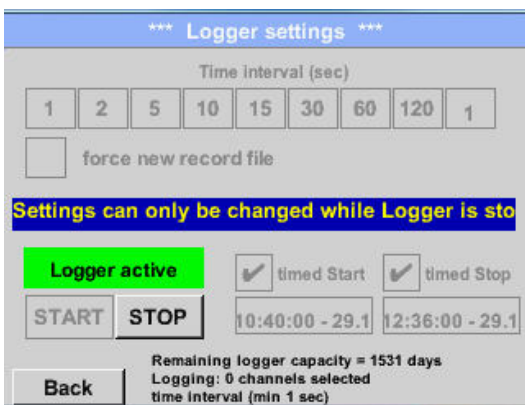 *** Logger settings ***
Time interval (sec)
1 2 5 10 15 30 60 120 1
force new record file
Settings can only be changed while Logger is sto
Logger active
timed Start
timed Stop
START STOP
10:40:00 - 29.1
12:36:00 - 29.1
Remaining logger capacity = 1531 days
Logging: 0 channels selected
time interval (min 1 sec)
Back